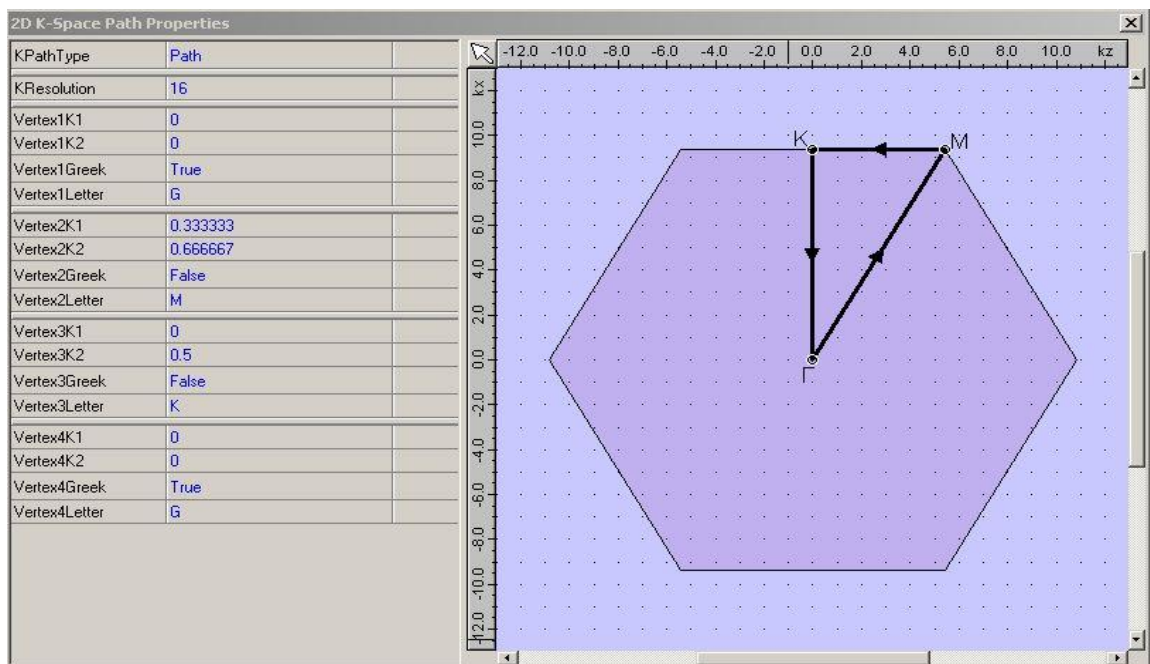 2D K-Space Path Properties
KPathType Path
KResolution 16
Vertex1K1 0
Vertex1K2 0
Vertex1Greek True
Vertex1Letter G
Vertex2K1 0.333333
Vertex2K2 0.666667
Vertex2Greek False
Vertex2Letter M
Vertex3K1 0
Vertex3K2 0.5
Vertex3Greek False
Vertex3Letter K
Vertex4K1 0
Vertex4K2 0
Vertex4Greek True
Vertex4Letter G
-12.0 -10.0 -8.0 -6.0 -4.0 -2.0 0.0 2.0 4.0 6.0 8.0 10.0 kz
kx
10.0
8.0
6.0
4.0
2.0
0.0
-2.0
-4.0
-6.0
-8.0
-10.0
-12.0
K
M
Γ